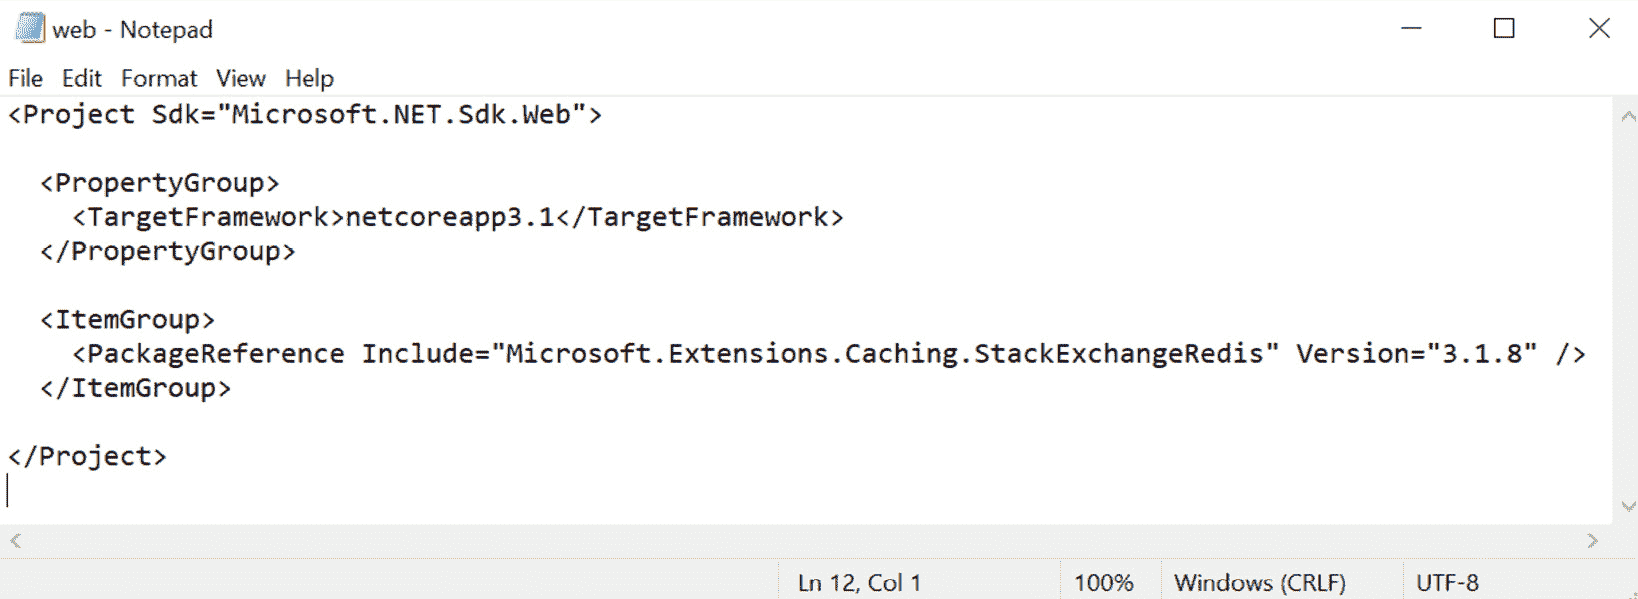 web - Notepad
File Edit Format View Help
<Project Sdk="Microsoft.NET.Sdk.Web">
<PropertyGroup>
<TargetFramework>netcoreapp3.1</TargetFramework>
</PropertyGroup>
<ItemGroup>
<PackageReference Include="Microsoft.Extensions.Caching.StackExchangeRedis" Version="3.1.8" />
</ItemGroup>
</Project>
Ln 12, Col 1 100% Windows (CRLF) UTF-8